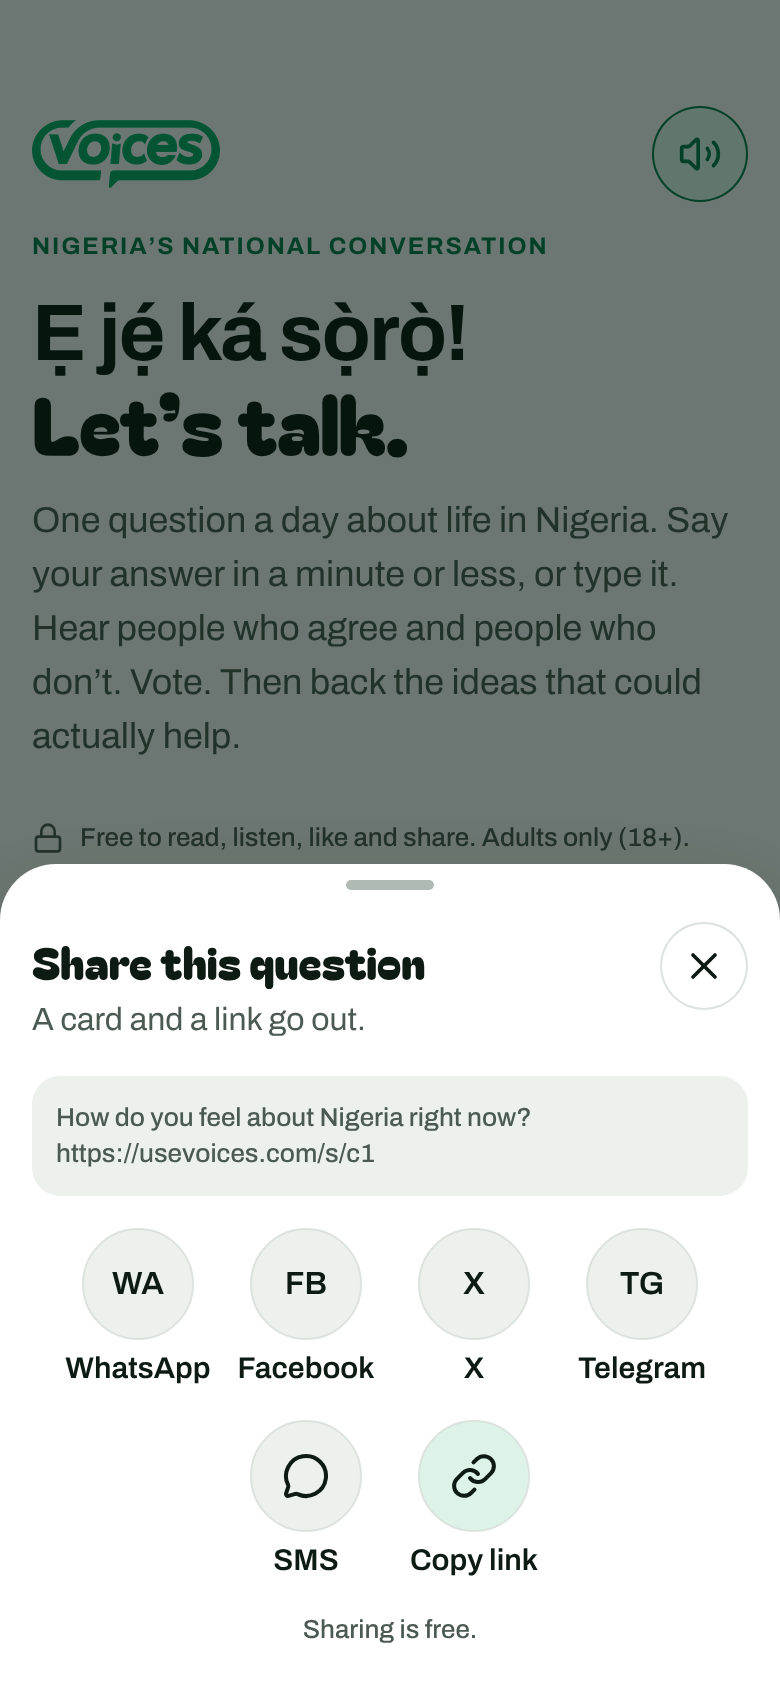 Voices
NIGERIA’S NATIONAL CONVERSATION
Ẹ jẹ́ ká sọ̀rọ̀!
Let’s talk.
One question a day about life in Nigeria. Say
your answer in a minute or less, or type it.
Hear people who agree and people who
don’t. Vote. Then back the ideas that could
actually help.
Free to read, listen, like and share. Adults only (18+).
Share this question
A card and a link go out.
How do you feel about Nigeria right now?
https://usevoices.com/s/c1
WA FB X TG
WhatsApp Facebook X Telegram
SMS Copy link
Sharing is free.